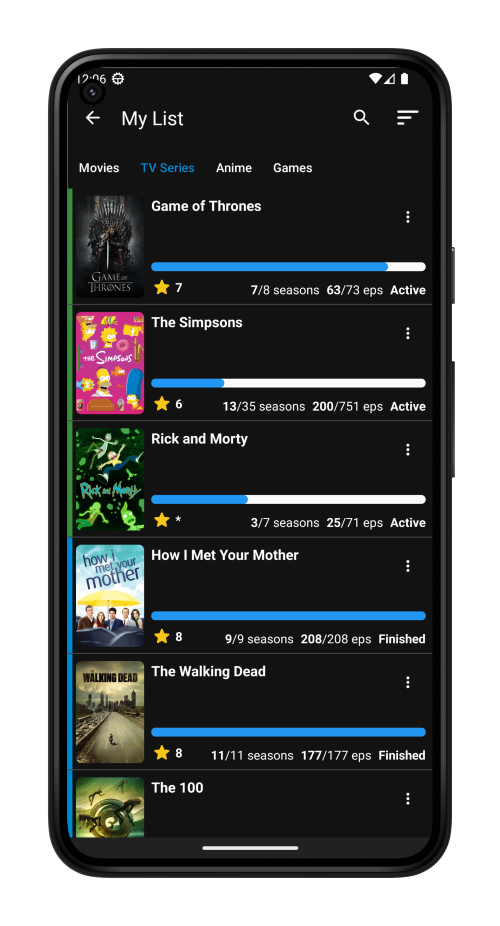 12:06
My List
Movies TV Series Anime Games
Game of Thrones
GAME OF
THRONES
7 7/8 seasons 63/73 eps Active
The Simpsons
THE SIMPSONS
6 13/35 seasons 200/751 eps Active
Rick and Morty
Rick and Morty
* 3/7 seasons 25/71 eps Active
How I Met Your Mother
how i
met your
mother
8 9/9 seasons 208/208 eps Finished
The Walking Dead
WALKING DEAD
8 11/11 seasons 177/177 eps Finished
The 100